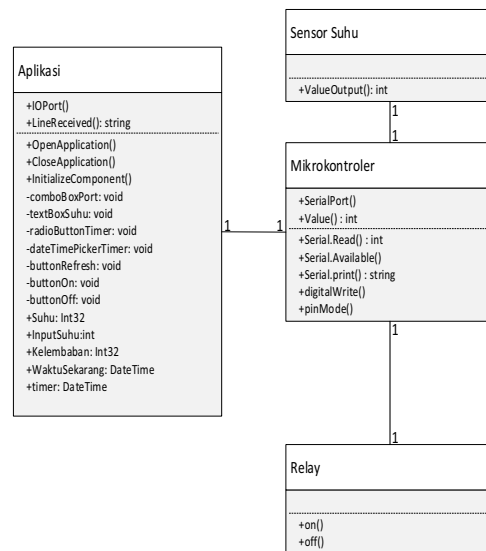 Aplikasi
+IOPort()
+LineReceived(): string
+OpenApplication()
+CloseApplication()
+InitializeComponent()
-comboBoxPort: void
-textBoxSuhu: void
-radioButtonTimer: void
-dateTimePickerTimer: void
-buttonRefresh: void
-buttonOn: void
-buttonOff: void
+Suhu: Int32
+InputSuhu:int
+Kelembaban: Int32
+WaktuSekarang: DateTime
+timer: DateTime
1
1
Sensor Suhu
+ValueOutput(): int
1
1
Mikrokontroler
+SerialPort()
+Value() : int
+Serial.Read() : int
+Serial.Available()
+Serial.print() : string
+digitalWrite()
+pinMode()
1
1
Relay
+on()
+off()